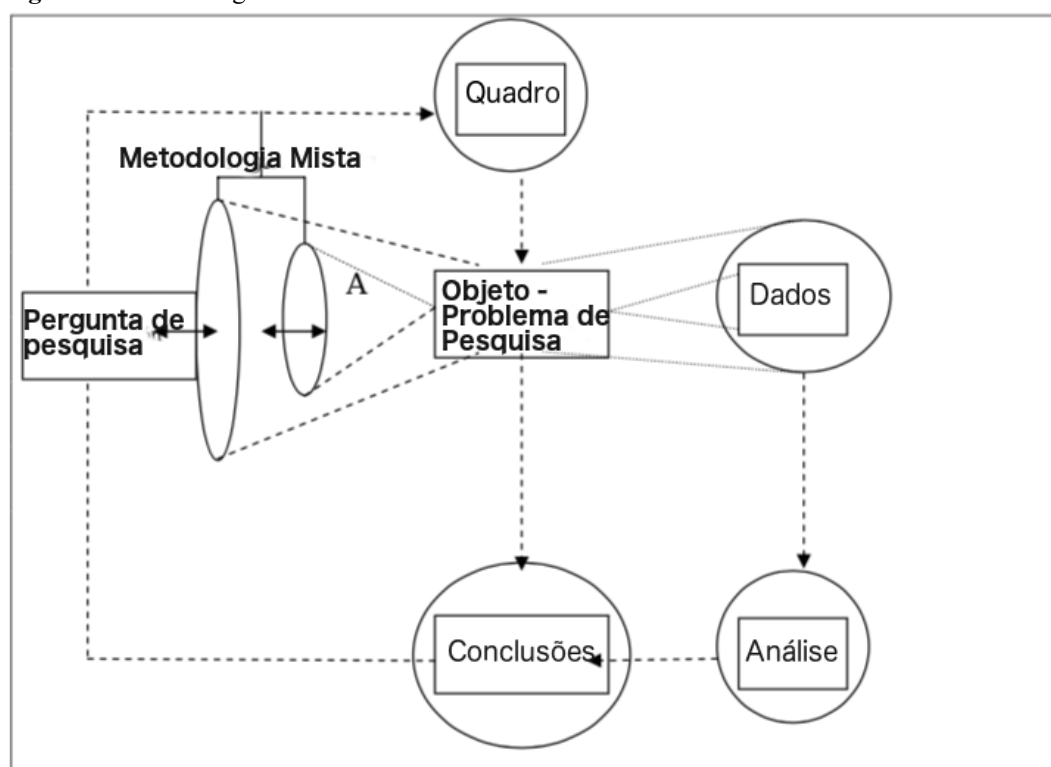 Quadro
Metodologia Mista
A
Objeto -
Problema de
Pesquisa
Dados
Pergunta de
pesquisa
Conclusões
Análise